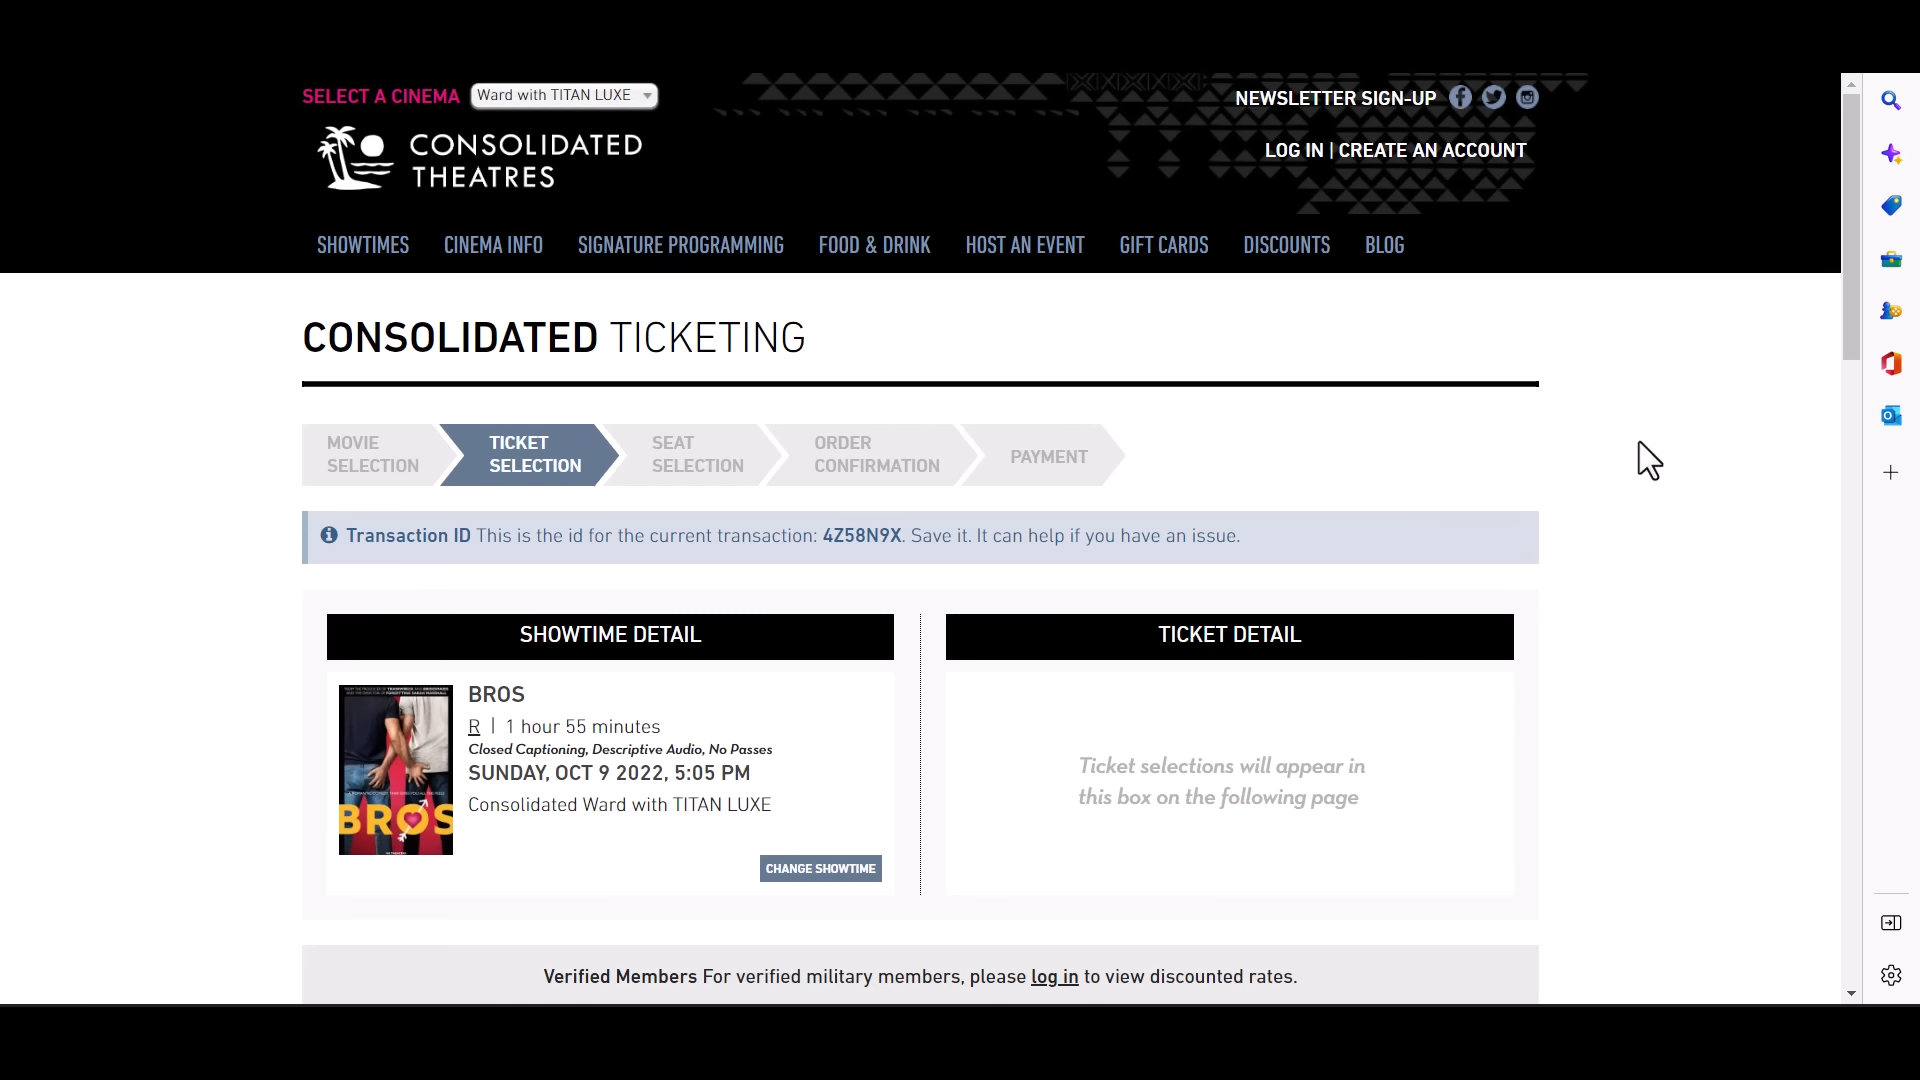 SELECT A CINEMA Ward with TITAN LUXE
NEWSLETTER SIGN-UP
CONSOLIDATED
THEATRES
LOG IN | CREATE AN ACCOUNT
SHOWTIMES CINEMA INFO SIGNATURE PROGRAMMING FOOD & DRINK HOST AN EVENT GIFT CARDS DISCOUNTS BLOG
CONSOLIDATED TICKETING
MOVIE
SELECTION
TICKET
SELECTION
SEAT
SELECTION
ORDER
CONFIRMATION
PAYMENT
Transaction ID This is the id for the current transaction: 4Z58N9X. Save it. It can help if you have an issue.
SHOWTIME DETAIL
BROS
BROS
R | 1 hour 55 minutes
Closed Captioning, Descriptive Audio, No Passes
SUNDAY, OCT 9 2022, 5:05 PM
Consolidated Ward with TITAN LUXE
CHANGE SHOWTIME
TICKET DETAIL
Ticket selections will appear in
this box on the following page
Verified Members For verified military members, please log in to view discounted rates.